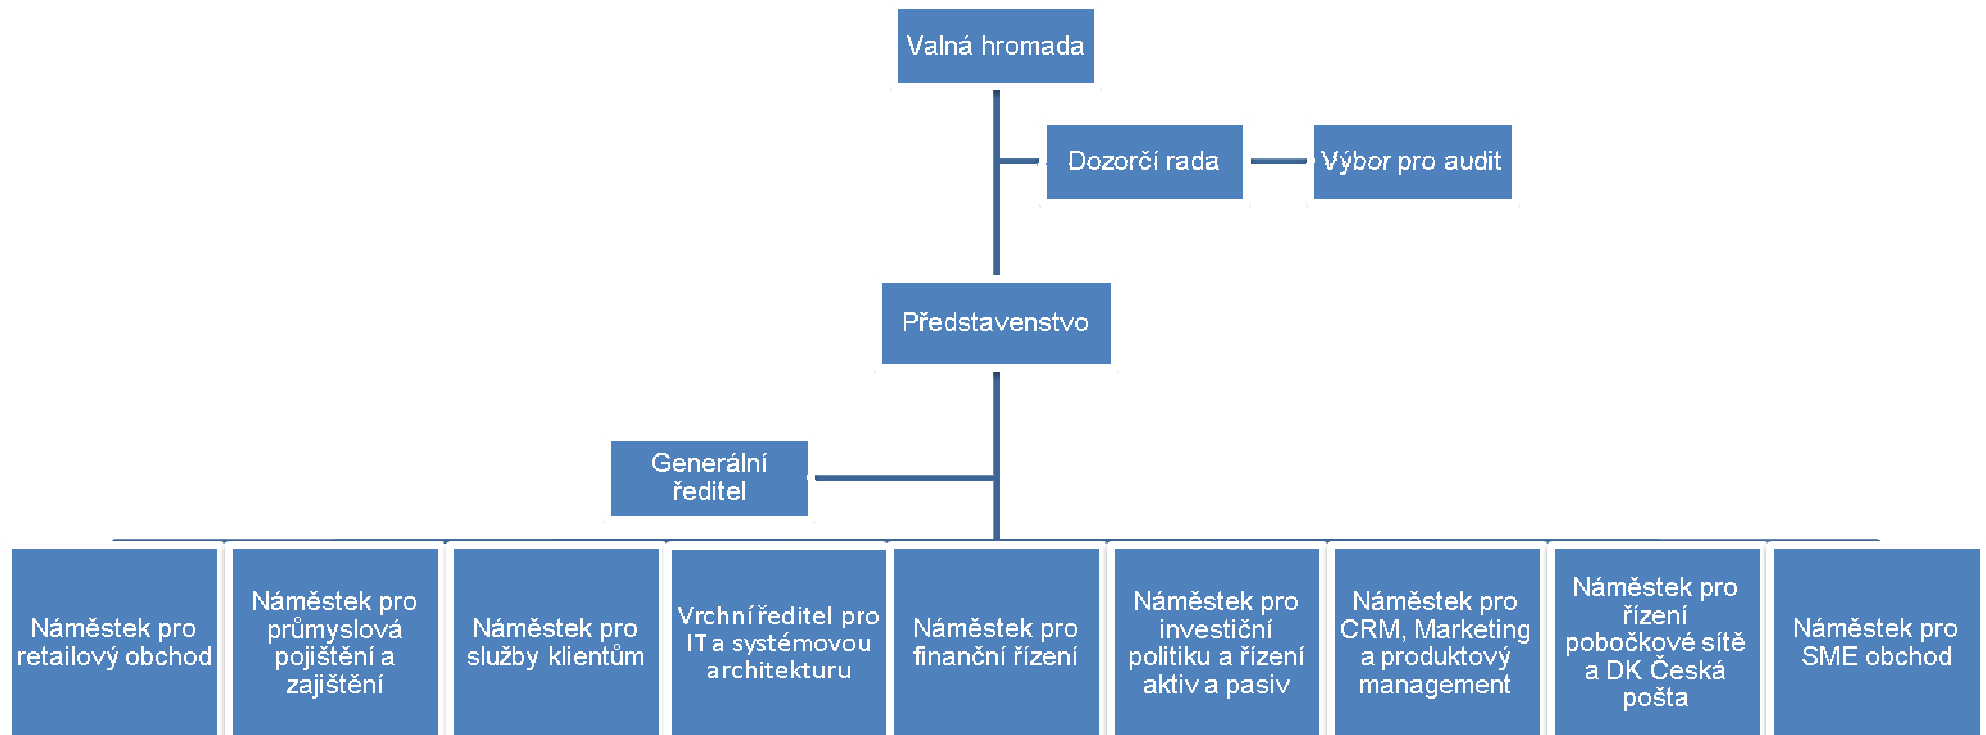 Valná hromada
Dozorčí rada
Výbor pro audit
Představenstvo
Generální
ředitel
Náměstek pro
retailový obchod
Náměstek pro
průmyslová
pojištění a
zajištění
Náměstek pro
služby klientům
Vrchní ředitel pro
IT a systémovou
architekturu
Náměstek pro
finanční řízení
Náměstek pro
investiční
politiku a řízení
aktiv a pasiv
Náměstek pro
CRM, Marketing
a produktový
management
Náměstek pro
řízení
pobočkové sítě
a DK Česká
pošta
Náměstek pro
SME obchod